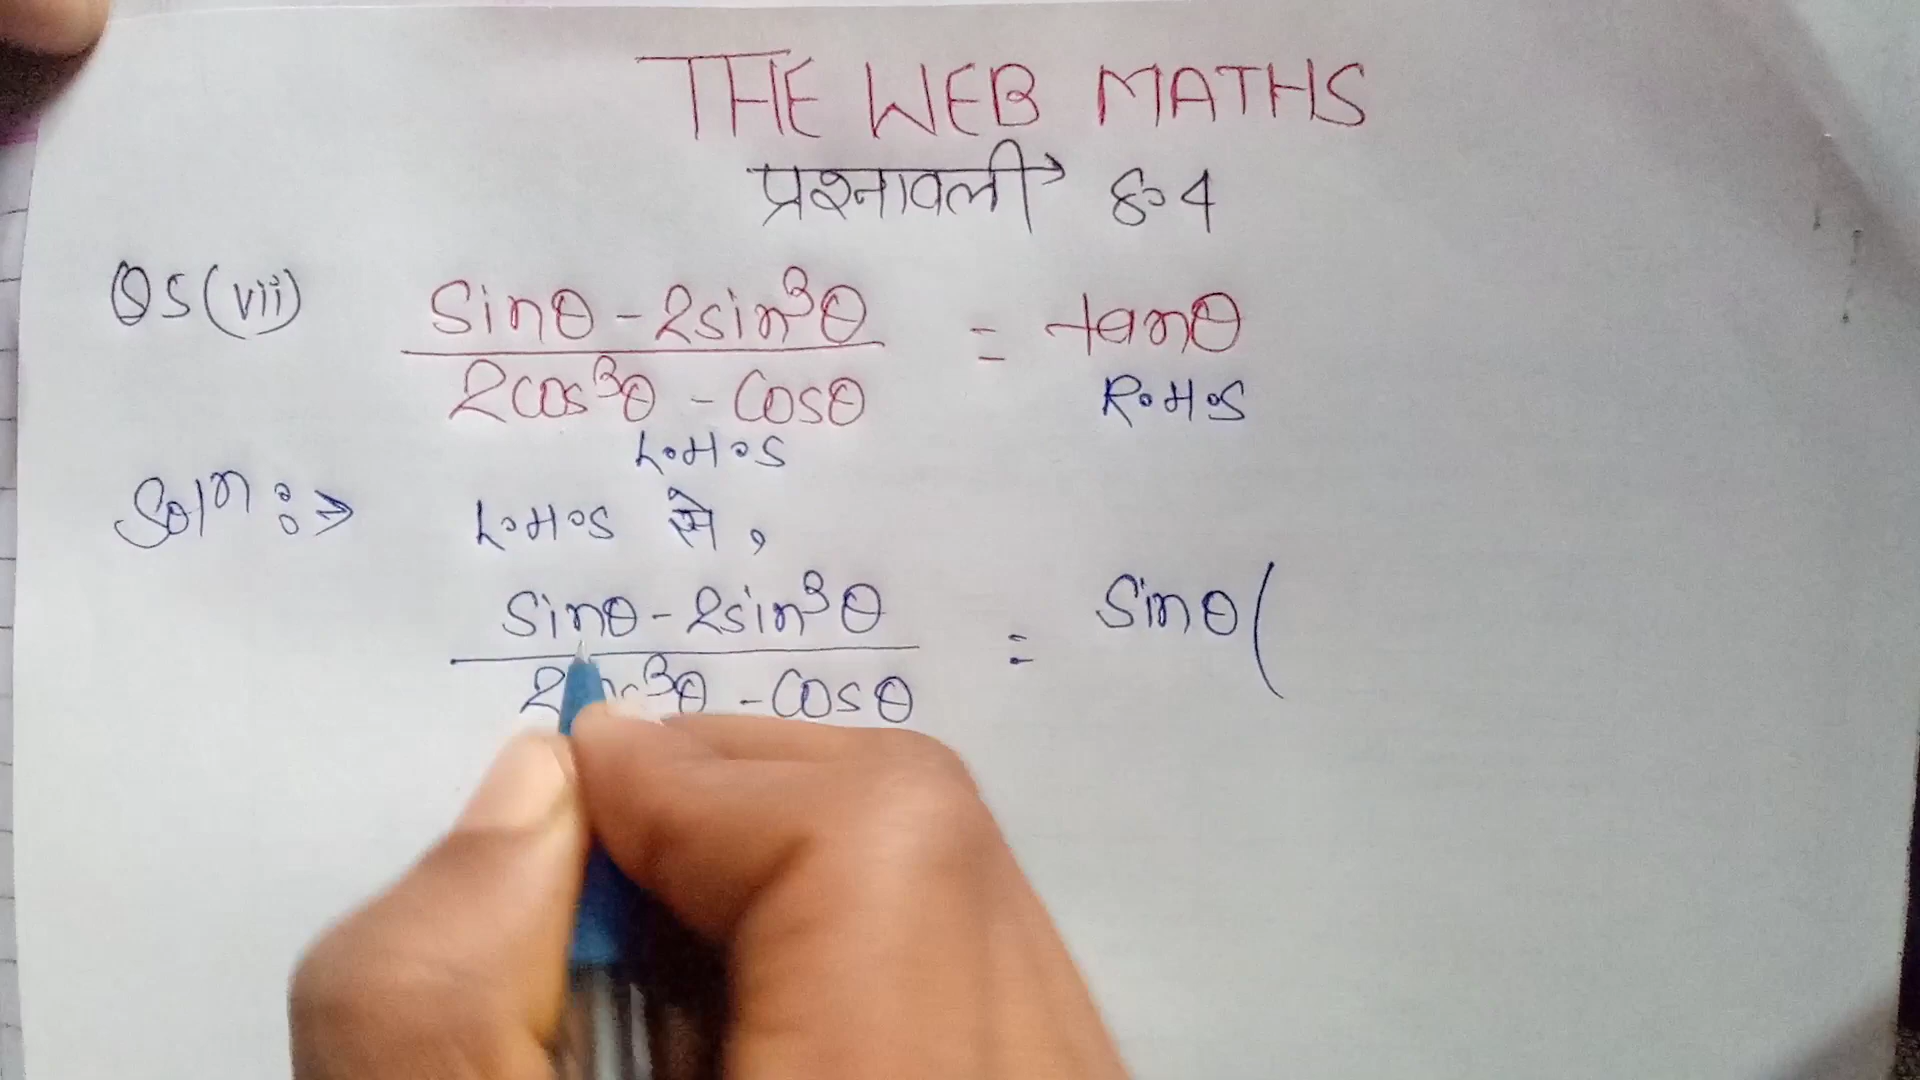 THE WEB MATHS
प्रश्नावली → 8.4
Q5(vii) sinθ - 2sin³θ / 2cos³θ - cosθ = tanθ
L.H.S R.H.S
Solⁿ :→ L.H.S से,
sinθ - 2sin³θ / 2cos³θ - cosθ = sinθ(